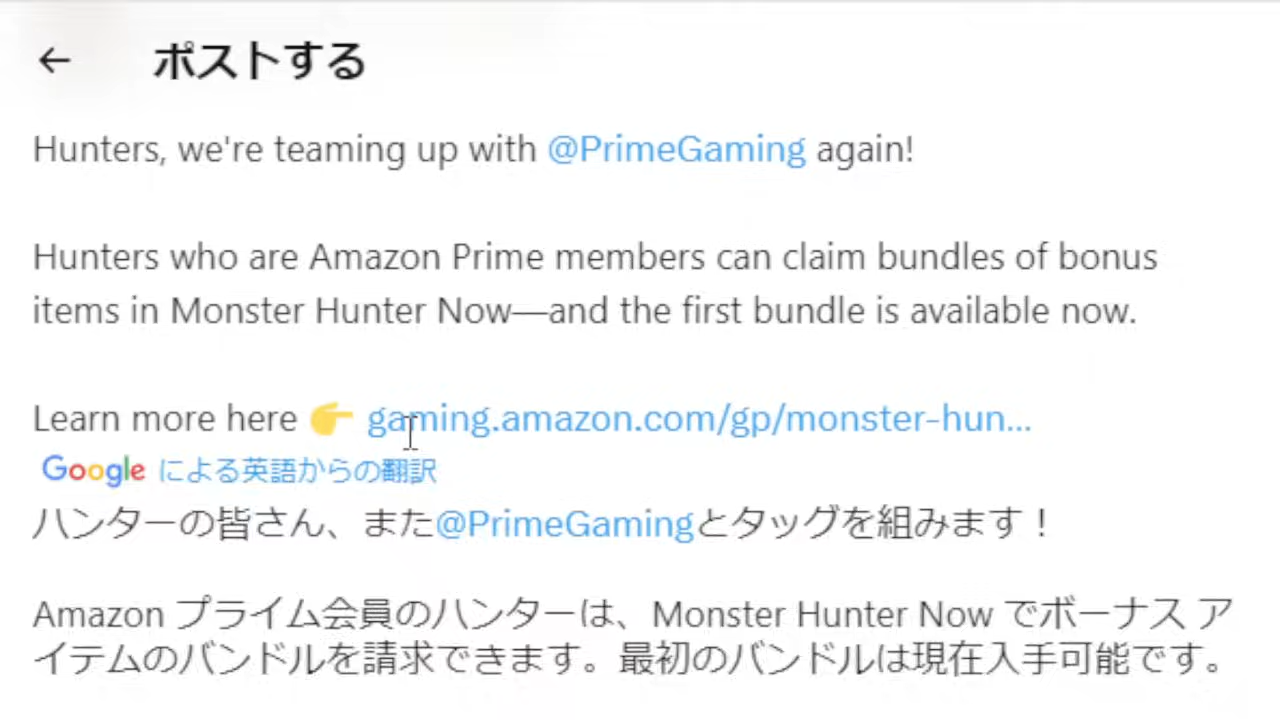 ← ポストする
Hunters, we're teaming up with @PrimeGaming again!
Hunters who are Amazon Prime members can claim bundles of bonus
items in Monster Hunter Now—and the first bundle is available now.
Learn more here 👉 gaming.amazon.com/gp/monster-hun...
Google による英語からの翻訳
ハンターの皆さん、また@PrimeGamingとタッグを組みます！
Amazon プライム会員のハンターは、Monster Hunter Now でボーナス ア
イテムのバンドルを請求できます。最初のバンドルは現在入手可能です。